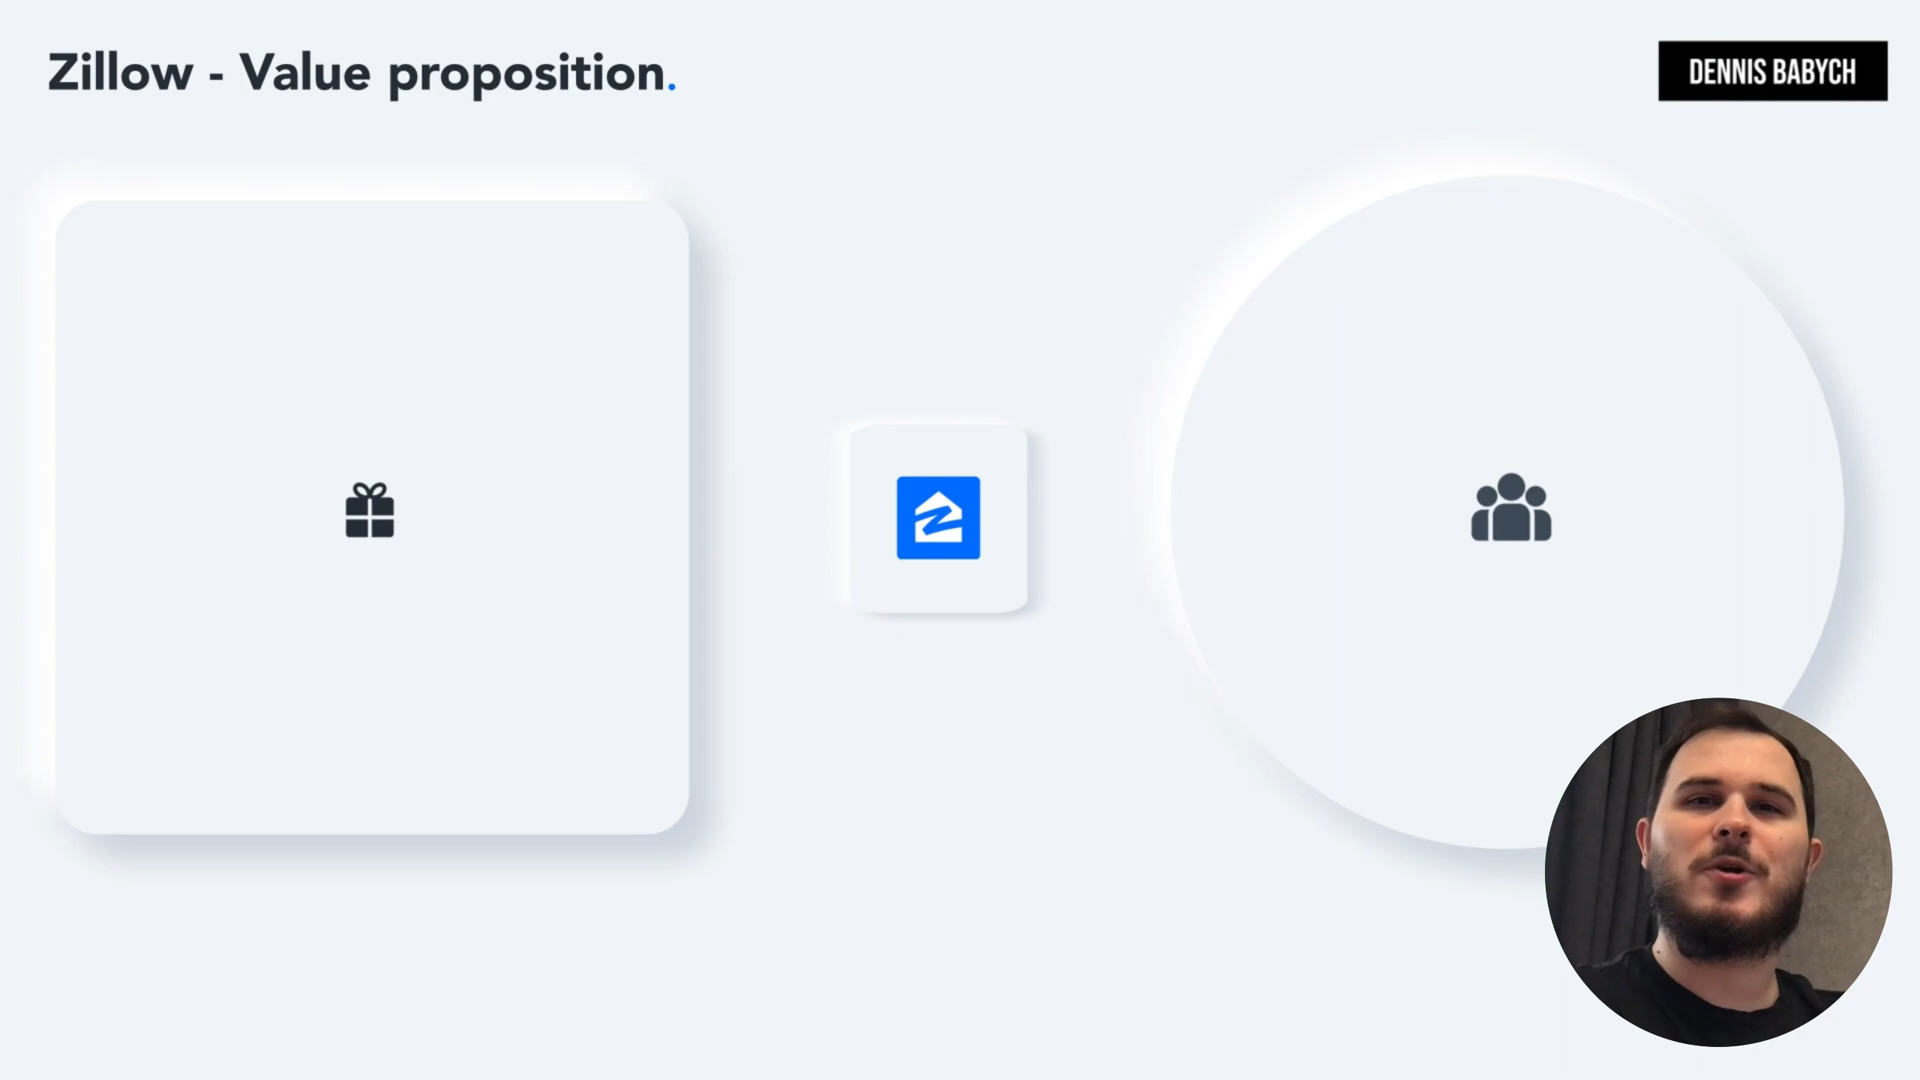 Zillow - Value proposition.
DENNIS BABYCH